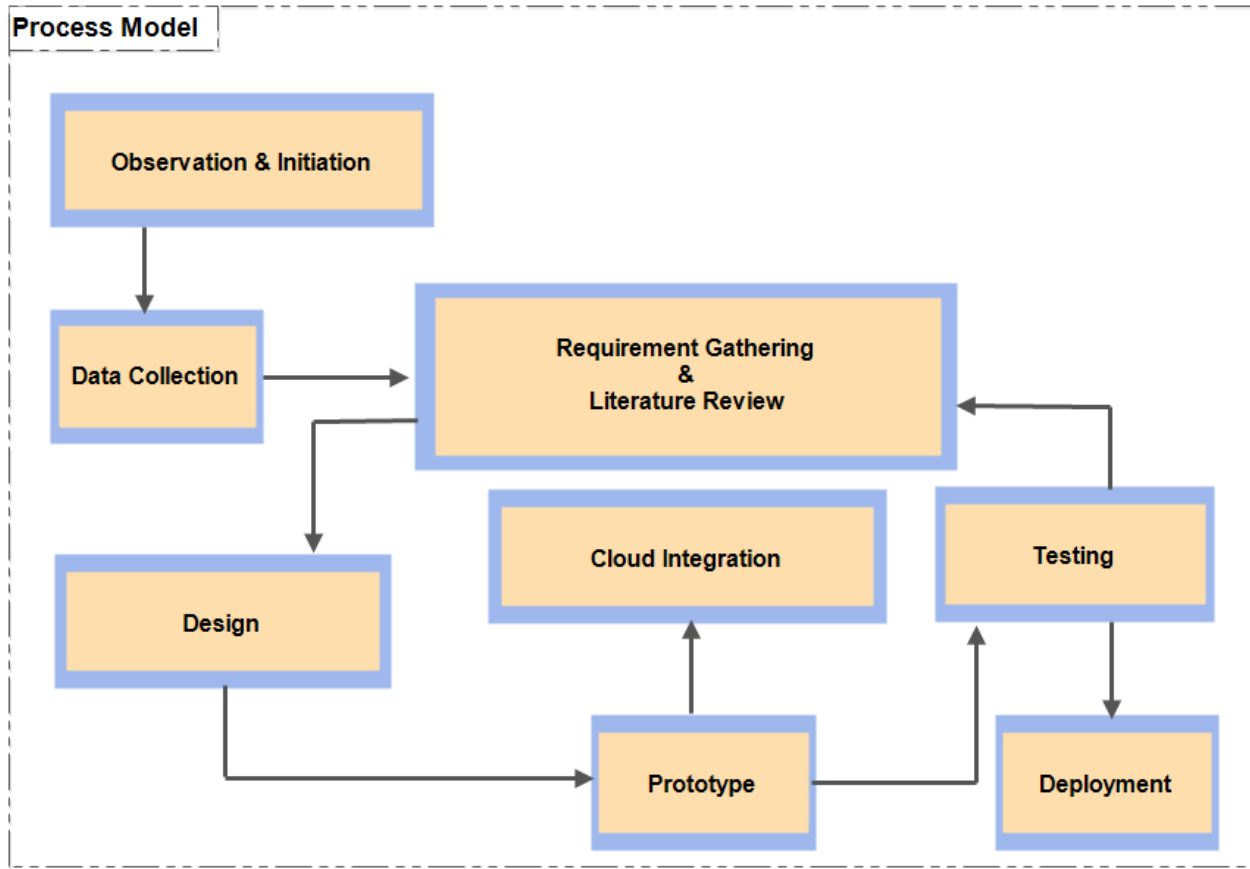 Process Model
Observation & Initiation
Data Collection
Requirement Gathering
&
Literature Review
Cloud Integration
Testing
Design
Prototype
Deployment